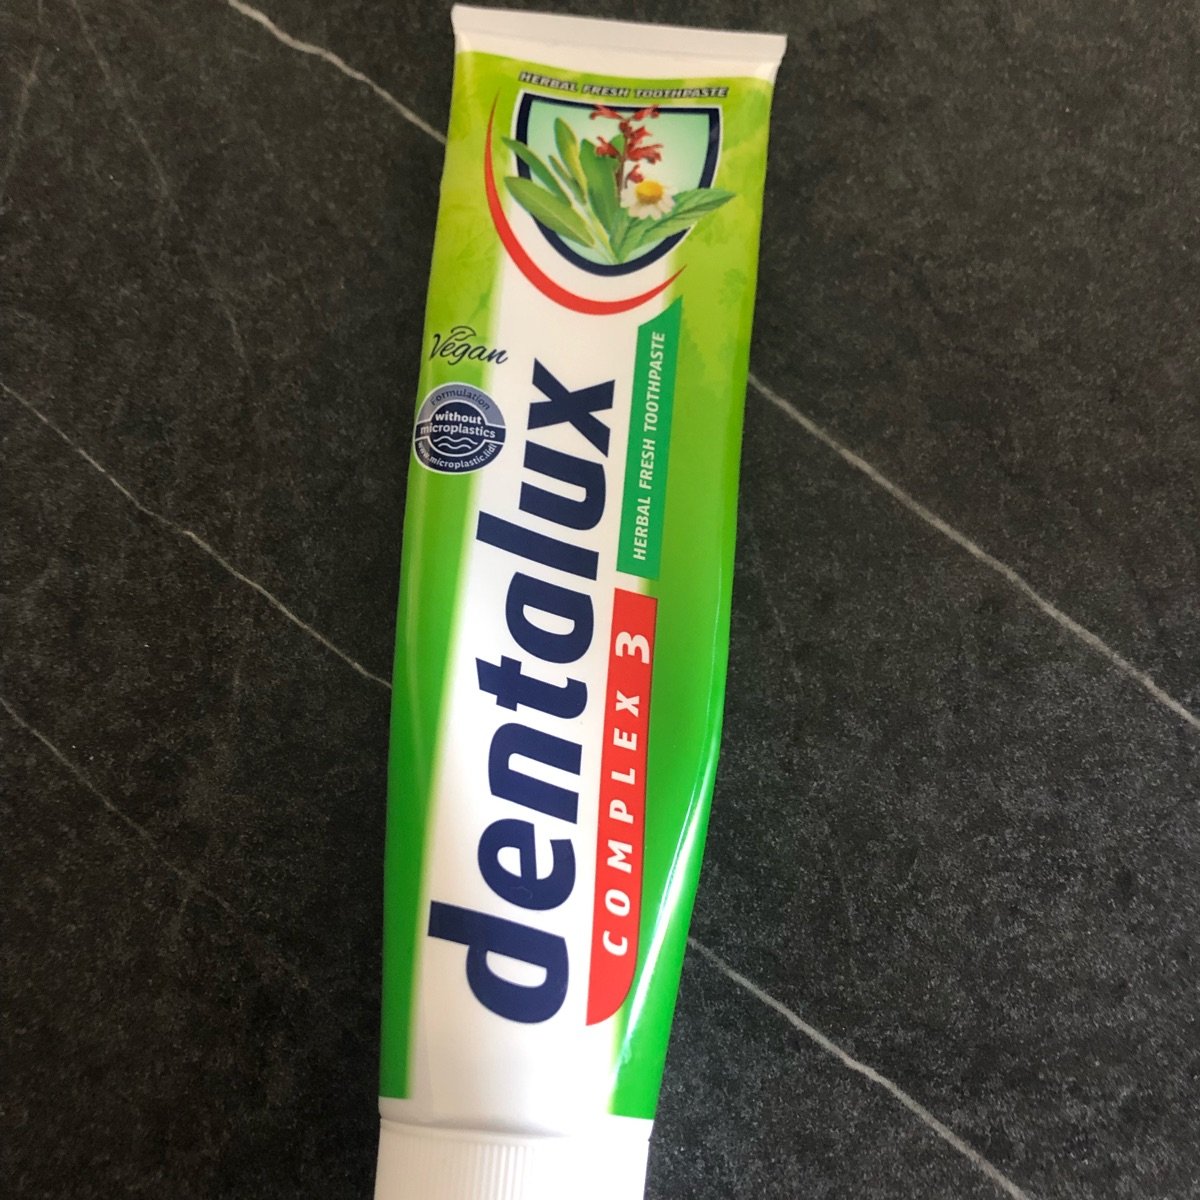 HERBAL FRESH TOOTHPASTE
Vegan
Formulation
without
microplastics
www.microplastic.lidl
dentalux
COMPLEX 3
HERBAL FRESH TOOTHPASTE